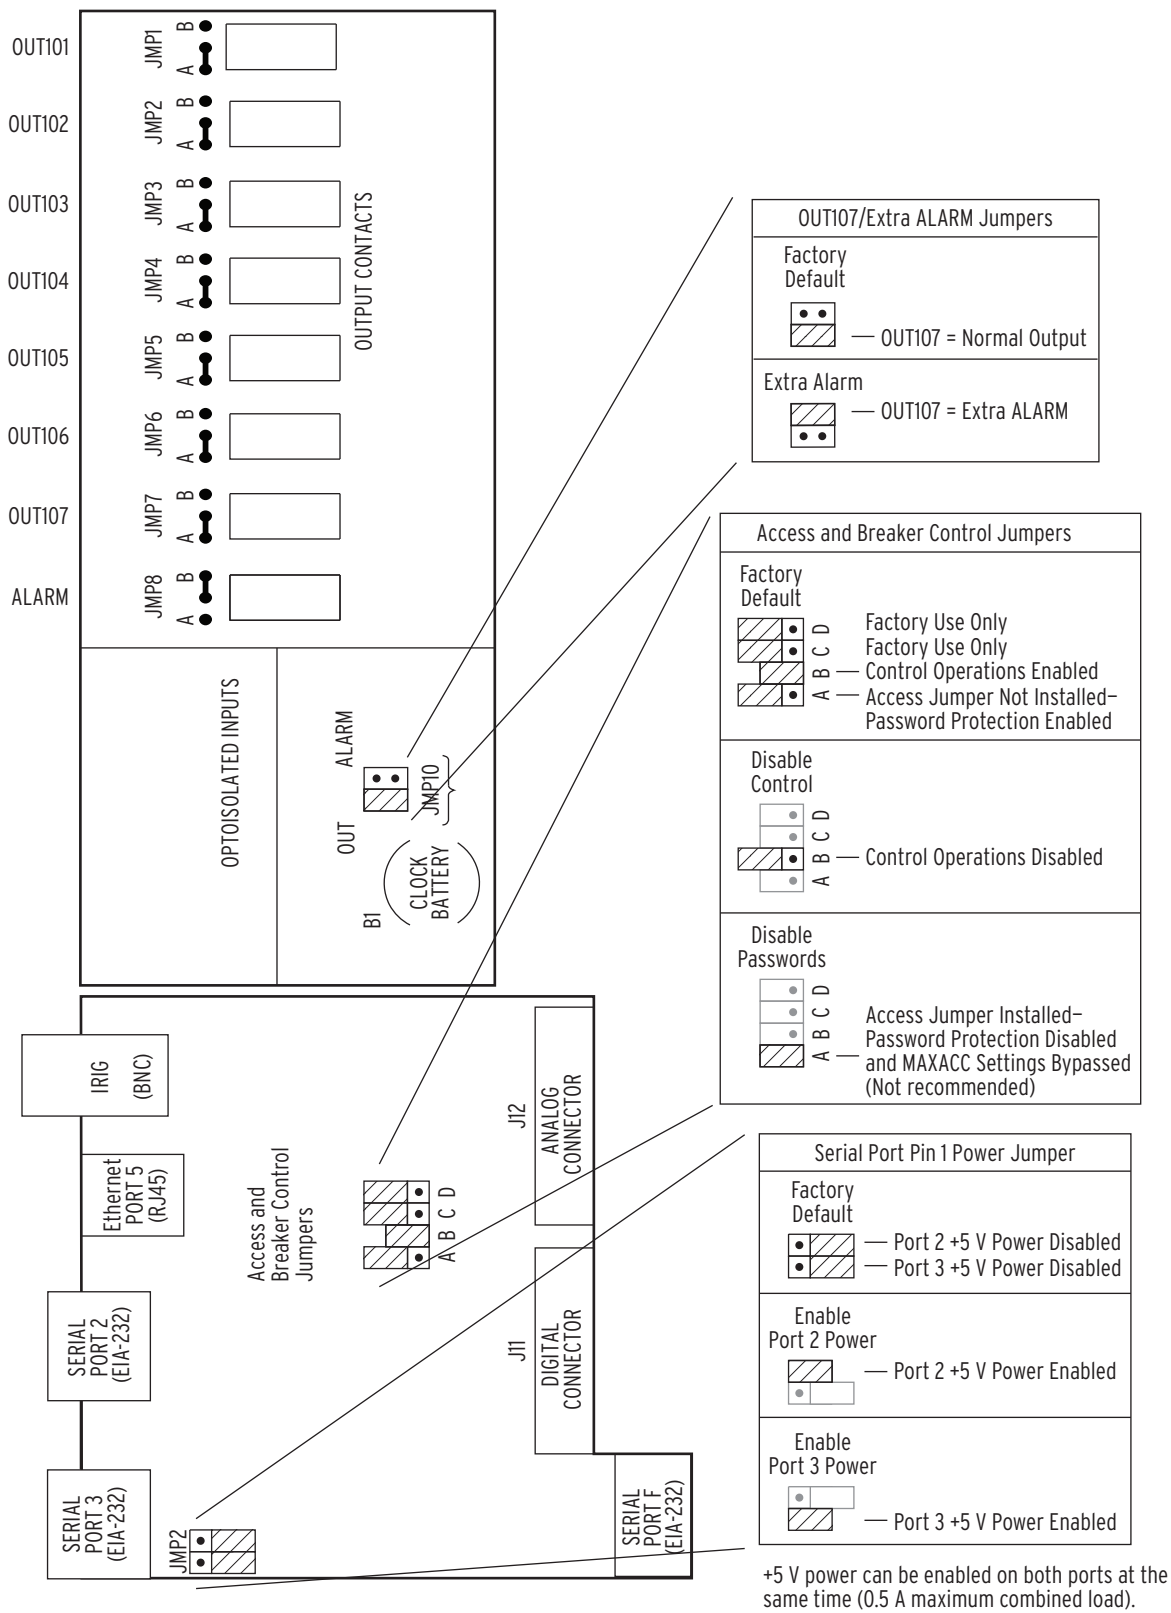 OUT101
JMP1
A
B
OUT102
JMP2
A
B
OUT103
JMP3
A
B
OUT104
JMP4
A
B
OUT105
JMP5
A
B
OUT106
JMP6
A
B
OUT107
JMP7
A
B
ALARM
JMP8
A
B
OUTPUT CONTACTS
OPTOISOLATED INPUTS
OUT
ALARM
JMP10
B1
CLOCK
BATTERY
IRIG
(BNC)
Ethernet
PORT 5
(RJ45)
SERIAL
PORT 2
(EIA-232)
SERIAL
PORT 3
(EIA-232)
JMP2
Access and
Breaker Control
Jumpers
A B C D
J12
ANALOG
CONNECTOR
J11
DIGITAL
CONNECTOR
SERIAL
PORT F
(EIA-232)
OUT107/Extra ALARM Jumpers
Factory
Default
OUT107 = Normal Output
Extra Alarm
OUT107 = Extra ALARM
Access and Breaker Control Jumpers
Factory
Default
D Factory Use Only
C Factory Use Only
B Control Operations Enabled
A Access Jumper Not Installed–
Password Protection Enabled
Disable
Control
D
C
B Control Operations Disabled
A
Disable
Passwords
D
C Access Jumper Installed–
B Password Protection Disabled
A and MAXACC Settings Bypassed
(Not recommended)
Serial Port Pin 1 Power Jumper
Factory
Default
Port 2 +5 V Power Disabled
Port 3 +5 V Power Disabled
Enable
Port 2 Power
Port 2 +5 V Power Enabled
Enable
Port 3 Power
Port 3 +5 V Power Enabled
+5 V power can be enabled on both ports at the
same time (0.5 A maximum combined load).